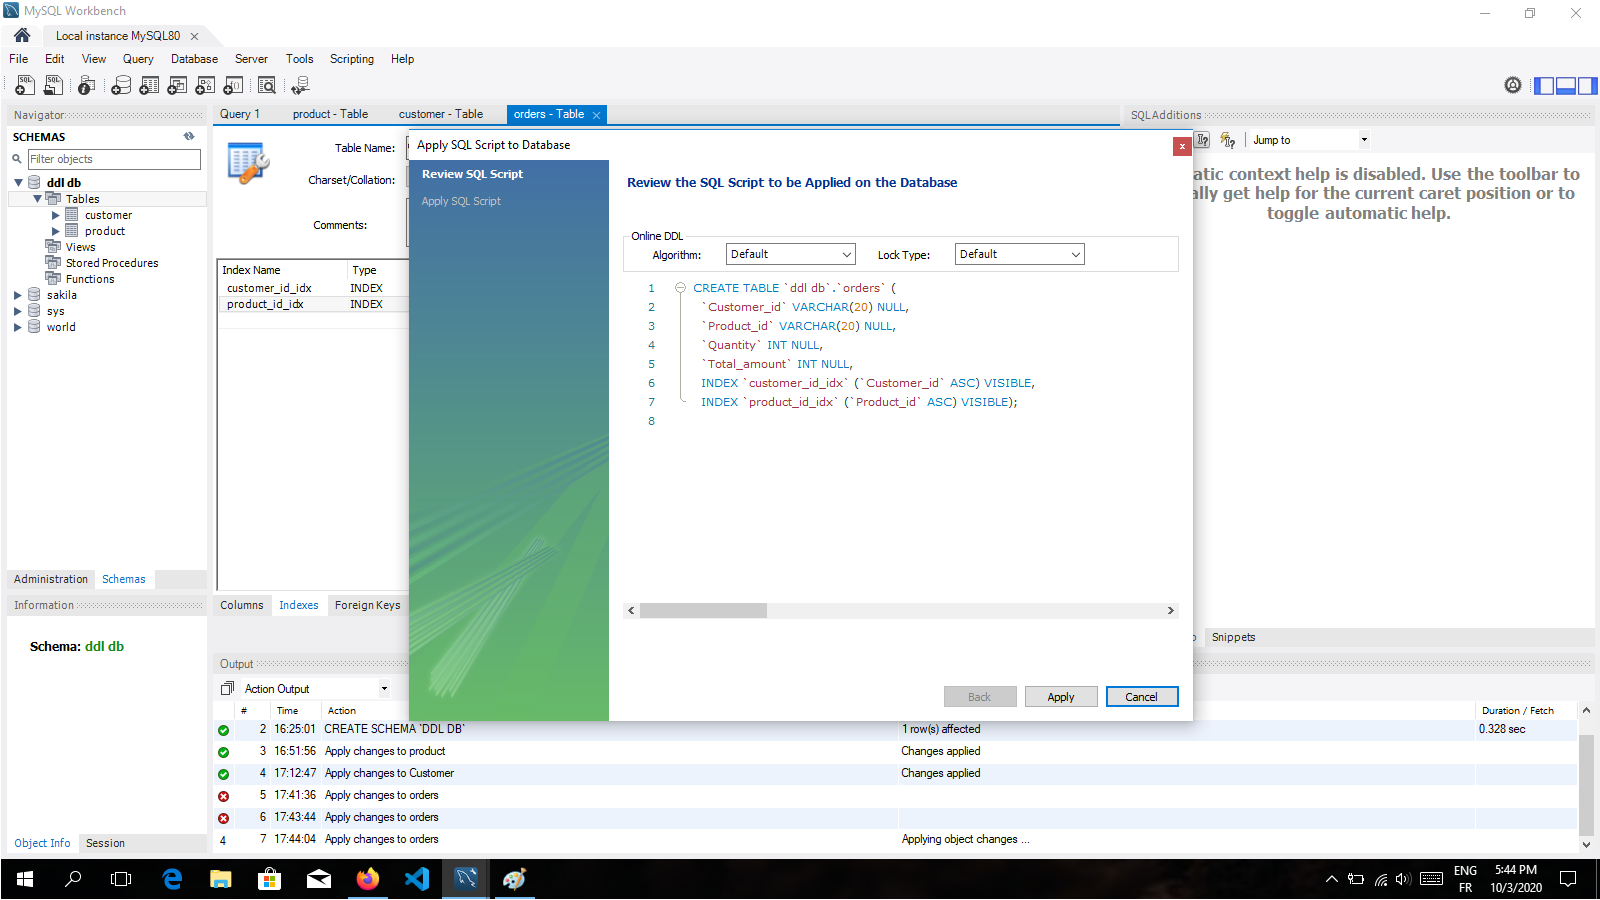 MySQL Workbench
Local instance MySQL80
File Edit View Query Database Server Tools Scripting Help
Navigator
SCHEMAS
Filter objects
ddl db
Tables
customer
product
Views
Stored Procedures
Functions
sakila
sys
world
Administration Schemas
Information
Schema: ddl db
Object Info Session
Query 1 product - Table customer - Table orders - Table
Table Name:
Charset/Collation:
Comments:
Index Name Type
customer_id_idx INDEX
product_id_idx INDEX
Columns Indexes Foreign Keys
Apply SQL Script to Database
Review SQL Script
Apply SQL Script
Review the SQL Script to be Applied on the Database
Online DDL
Algorithm: Default Lock Type: Default
1 CREATE TABLE `ddl db`.`orders` (
2 `Customer_id` VARCHAR(20) NULL,
3 `Product_id` VARCHAR(20) NULL,
4 `Quantity` INT NULL,
5 `Total_amount` INT NULL,
6 INDEX `customer_id_idx` (`Customer_id` ASC) VISIBLE,
7 INDEX `product_id_idx` (`Product_id` ASC) VISIBLE);
8
Back Apply Cancel
SQLAdditions
Jump to
atic context help is disabled. Use the toolbar to
ally get help for the current caret position or to
toggle automatic help.
Snippets
Output
Action Output
# Time Action Duration / Fetch
2 16:25:01 CREATE SCHEMA `DDL DB` 1 row(s) affected 0.328 sec
3 16:51:56 Apply changes to product Changes applied
4 17:12:47 Apply changes to Customer Changes applied
5 17:41:36 Apply changes to orders
6 17:43:44 Apply changes to orders
4 7 17:44:04 Apply changes to orders Applying object changes ...
ENG
FR
5:44 PM
10/3/2020